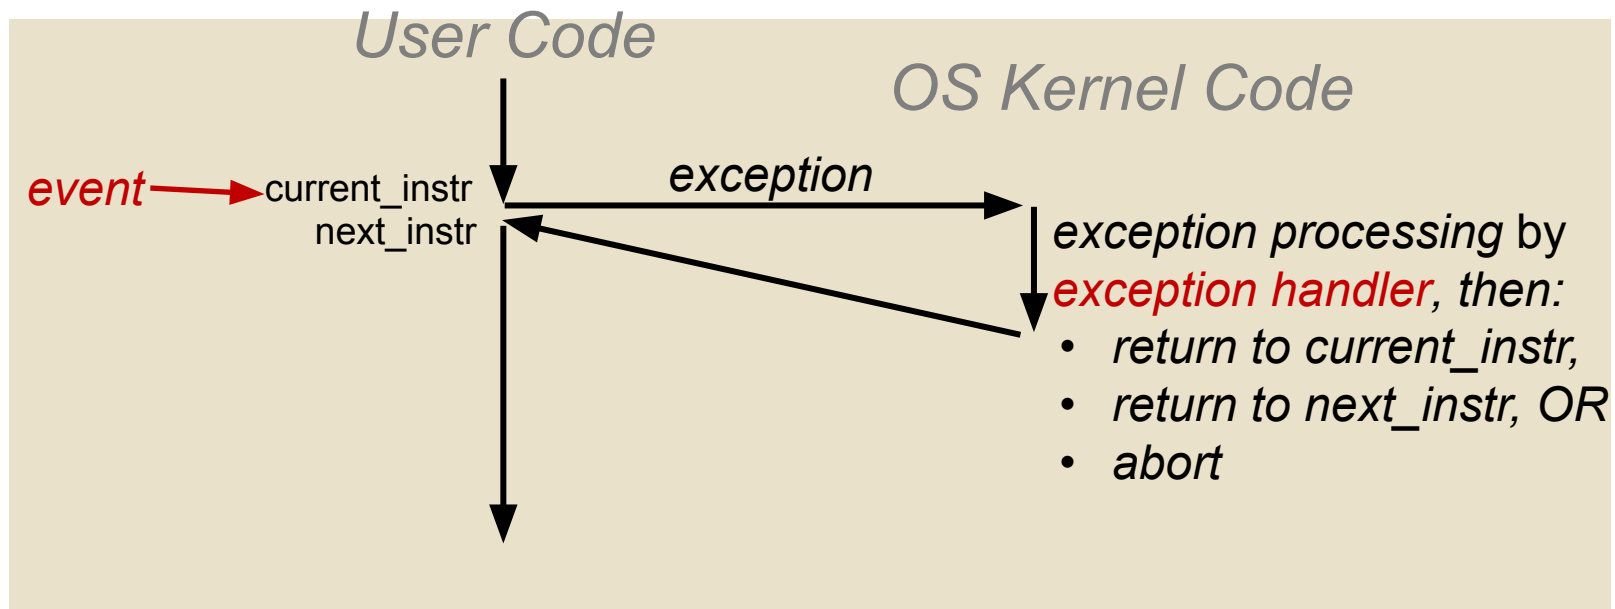 User Code
OS Kernel Code
event
current_instr
next_instr
exception
exception processing by
exception handler, then:
• return to current_instr,
• return to next_instr, OR
• abort